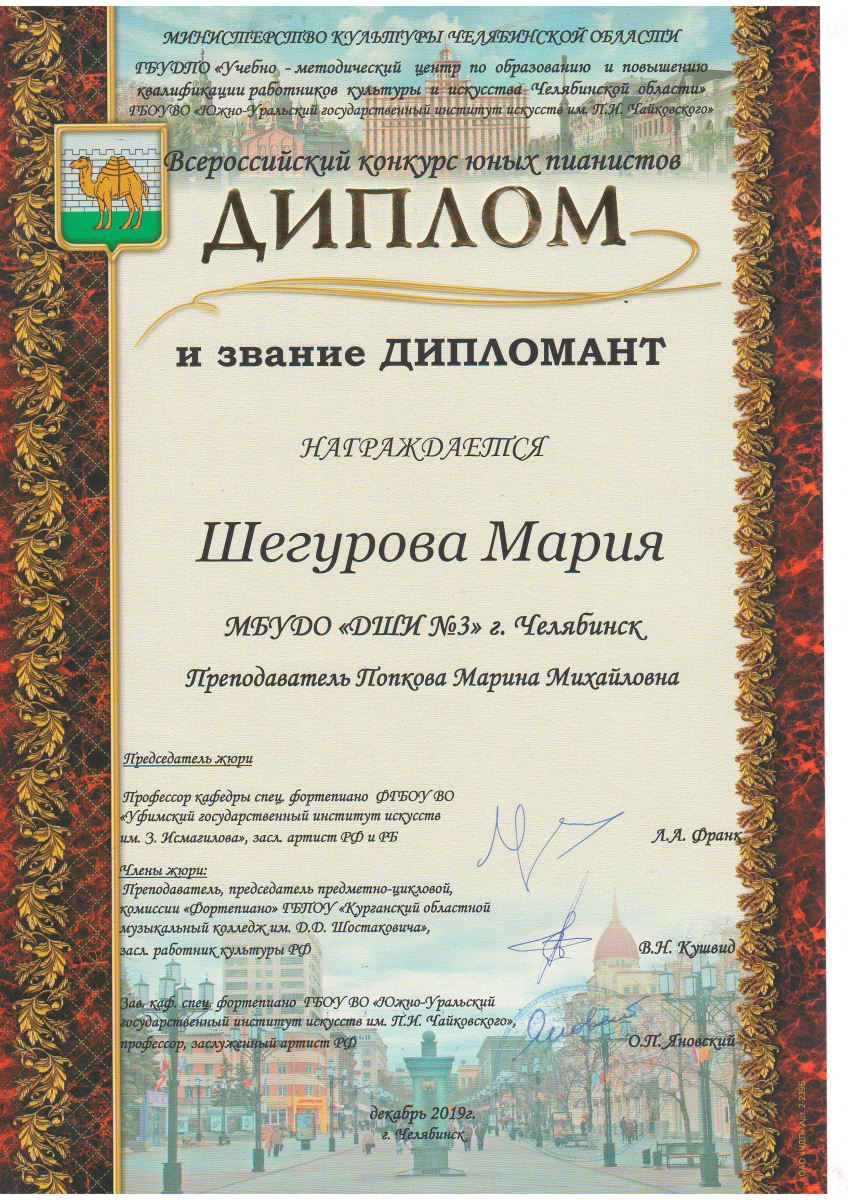 МИНИСТЕРСТВО КУЛЬТУРЫ ЧЕЛЯБИНСКОЙ ОБЛАСТИ
ГБУДПО «Учебно - методический центр по образованию и повышению
квалификации работников культуры и искусства Челябинской области»
ГБОУ ВО «Южно-Уральский государственный институт искусств им. П.И. Чайковского»
Всероссийский конкурс юных пианистов
ДИПЛОМ
и звание ДИПЛОМАНТ
НАГРАЖДАЕТСЯ
Шегурова Мария
МБУДО «ДШИ №3» г. Челябинск
Преподаватель Попкова Марина Михайловна
Председатель жюри
Профессор кафедры спец. фортепиано ФГБОУ ВО
«Уфимский государственный институт искусств
им. З. Исмагилова», засл. артист РФ и РБ
Л.А. Франк
Члены жюри:
Преподаватель, председатель предметно-цикловой,
комиссии «Фортепиано» ГБПОУ «Курганский областной
музыкальный колледж им. Д.Д. Шостаковича»,
засл. работник культуры РФ
В.Н. Кушвид
Зав. каф. спец. фортепиано ГБОУ ВО «Южно-Уральский
государственный институт искусств им. П.И. Чайковского»,
профессор, заслуженный артист РФ
О.П. Яновский
декабрь 2019г.
г. Челябинск